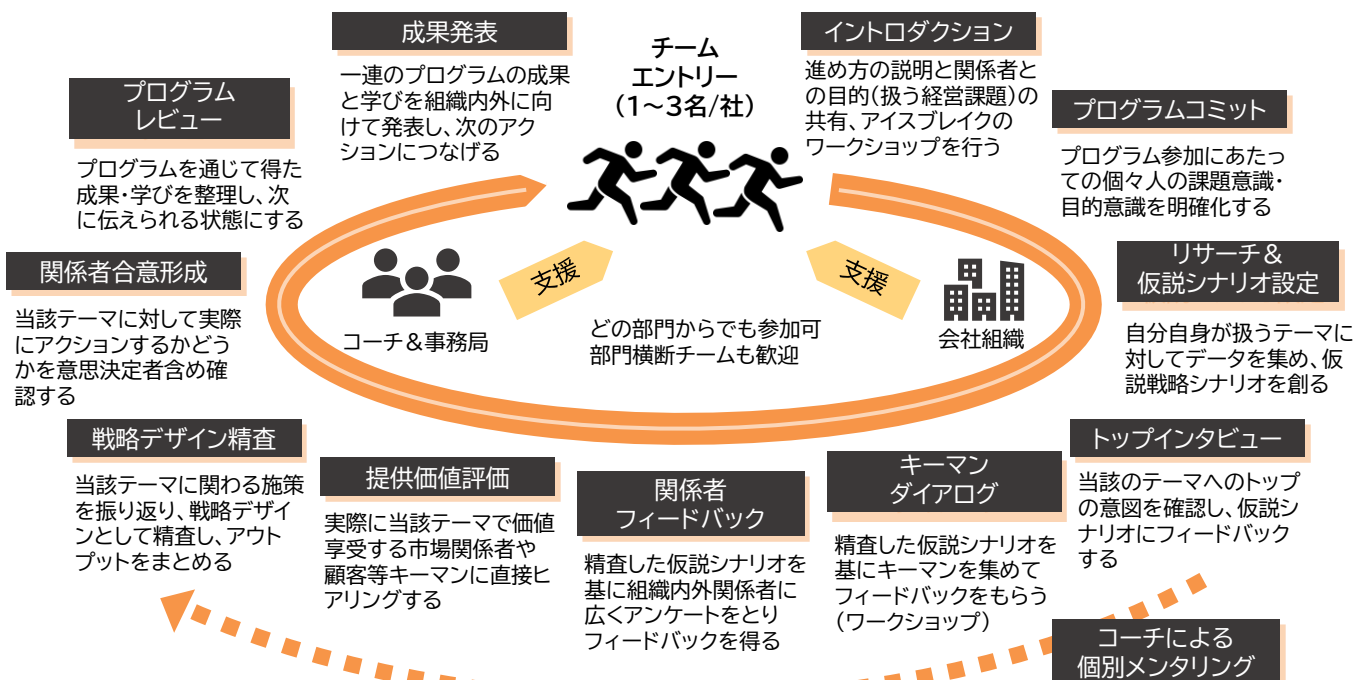 成果発表
一連のプログラムの成果
と学びを組織内外に向
けて発表し、次のアク
ションにつなげる
チーム
エントリー
(1～3名/社)
イントロダクション
進め方の説明と関係者と
の目的(扱う経営課題)の
共有、アイスブレイクの
ワークショップを行う
プログラム
レビュー
プログラムを通じて得た
成果・学びを整理し、次
に伝えられる状態にする
プログラムコミット
プログラム参加にあたっ
ての個々人の課題意識・
目的意識を明確化する
関係者合意形成
当該テーマに対して実際
にアクションするかどう
かを意思決定者含め確
認する
支援
コーチ＆事務局
どの部門からでも参加可
部門横断チームも歓迎
支援
会社組織
リサーチ＆
仮説シナリオ設定
自分自身が扱うテーマに
対してデータを集め、仮
説戦略シナリオを創る
戦略デザイン精査
当該テーマに関わる施策
を振り返り、戦略デザイ
ンとして精査し、アウト
プットをまとめる
提供価値評価
実際に当該テーマで価値
享受する市場関係者や
顧客等キーマンに直接ヒ
アリングする
関係者
フィードバック
精査した仮説シナリオを
基に組織内外関係者に
広くアンケートをとり
フィードバックを得る
キーマン
ダイアログ
精査した仮説シナリオを
基にキーマンを集めて
フィードバックをもらう
(ワークショップ)
トップインタビュー
当該のテーマへのトップ
の意図を確認し、仮説シ
ナリオにフィードバック
する
コーチによる
個別メンタリング